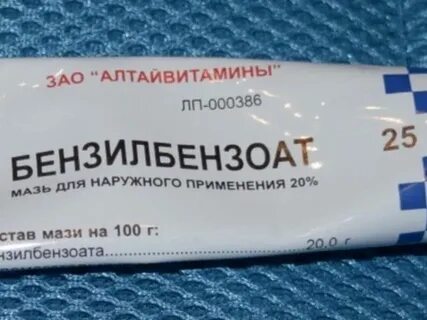 ЗАО "АЛТАЙВИТАМИНЫ"
ЛП-000386
БЕНЗИЛБЕНЗОАТ
25
МАЗЬ ДЛЯ НАРУЖНОГО ПРИМЕНЕНИЯ 20%
став мази на 100 г:
нзилбензоата 20,0 г